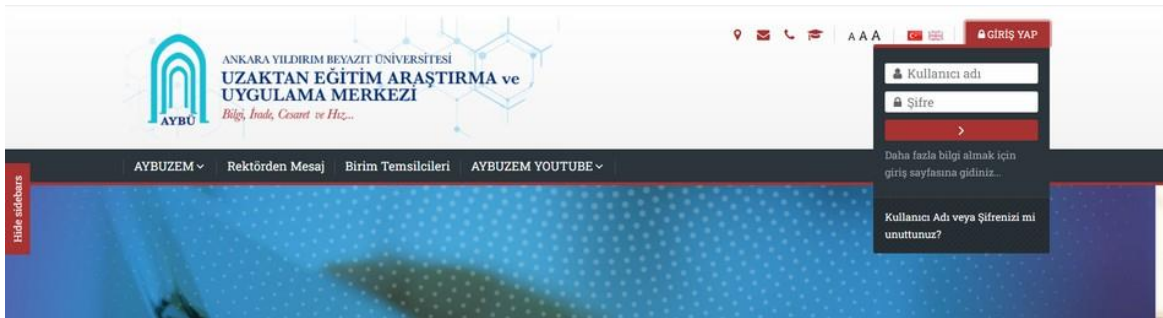 A A A
GİRİŞ YAP
ANKARA YILDIRIM BEYAZIT ÜNİVERSİTESİ
UZAKTAN EĞİTİM ARAŞTIRMA ve
UYGULAMA MERKEZİ
Bilgi, İrade, Cesaret ve Hız...
AYBÜ
Kullanıcı adı
Şifre
Daha fazla bilgi almak için
giriş sayfasına gidiniz...
Kullanıcı Adı veya Şifrenizi mi
unuttunuz?
AYBUZEM
Rektörden Mesaj
Birim Temsilcileri
AYBUZEM YOUTUBE
Hide sidebars